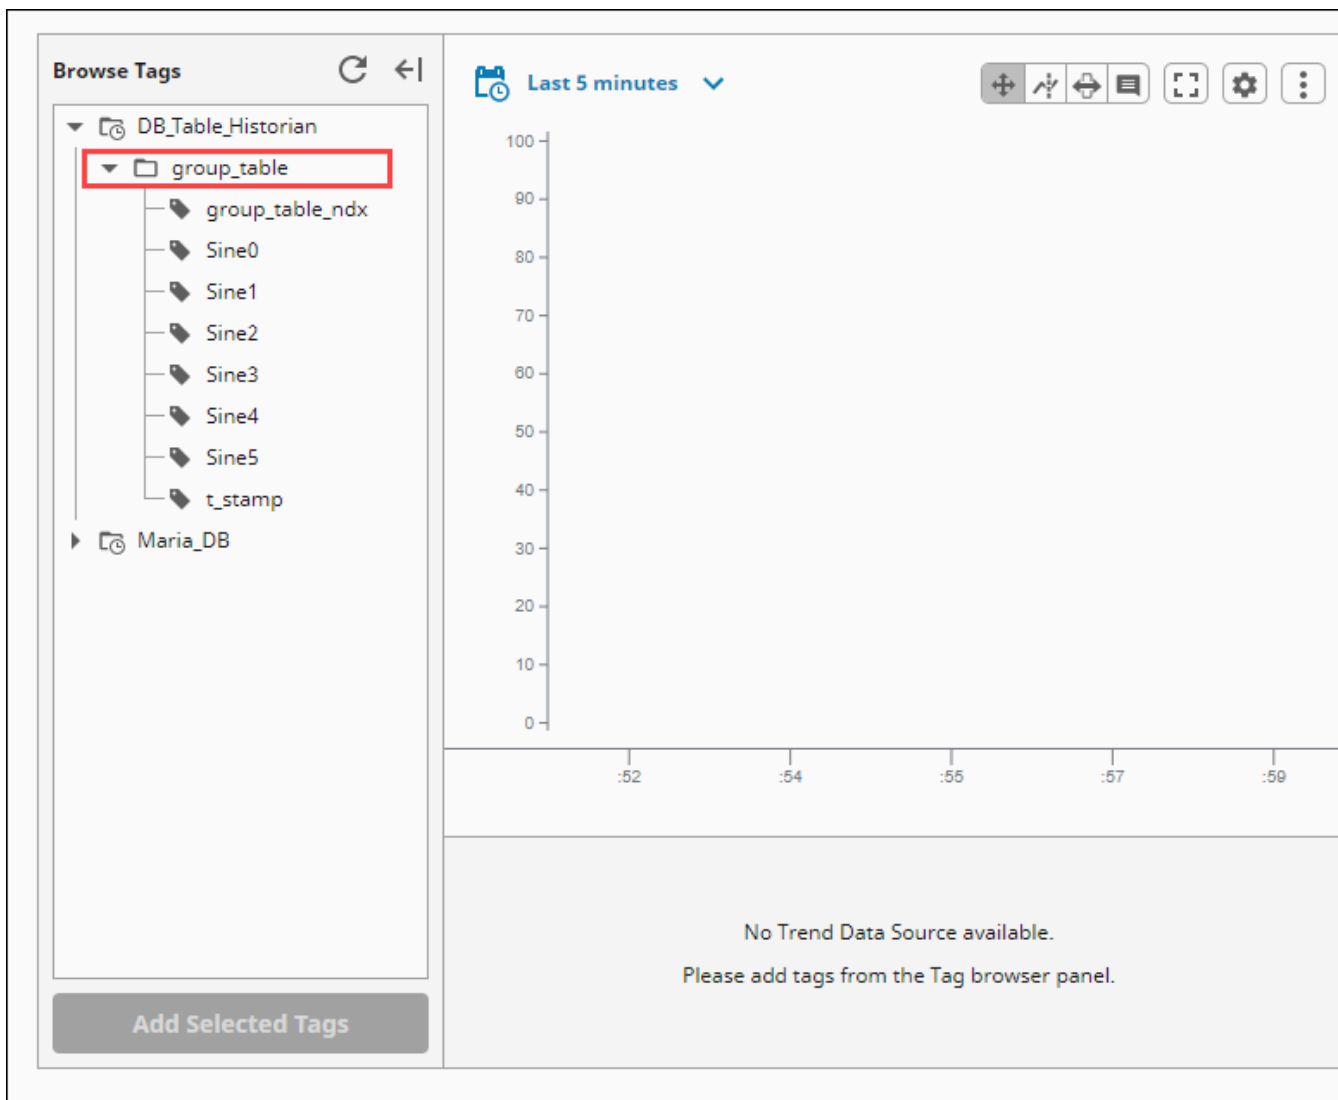 Browse Tags
DB_Table_Historian
group_table
group_table_ndx
Sine0
Sine1
Sine2
Sine3
Sine4
Sine5
t_stamp
Maria_DB
Add Selected Tags
Last 5 minutes
100
90
80
70
60
50
40
30
20
10
0
:52 :54 :55 :57 :59
No Trend Data Source available.
Please add tags from the Tag browser panel.